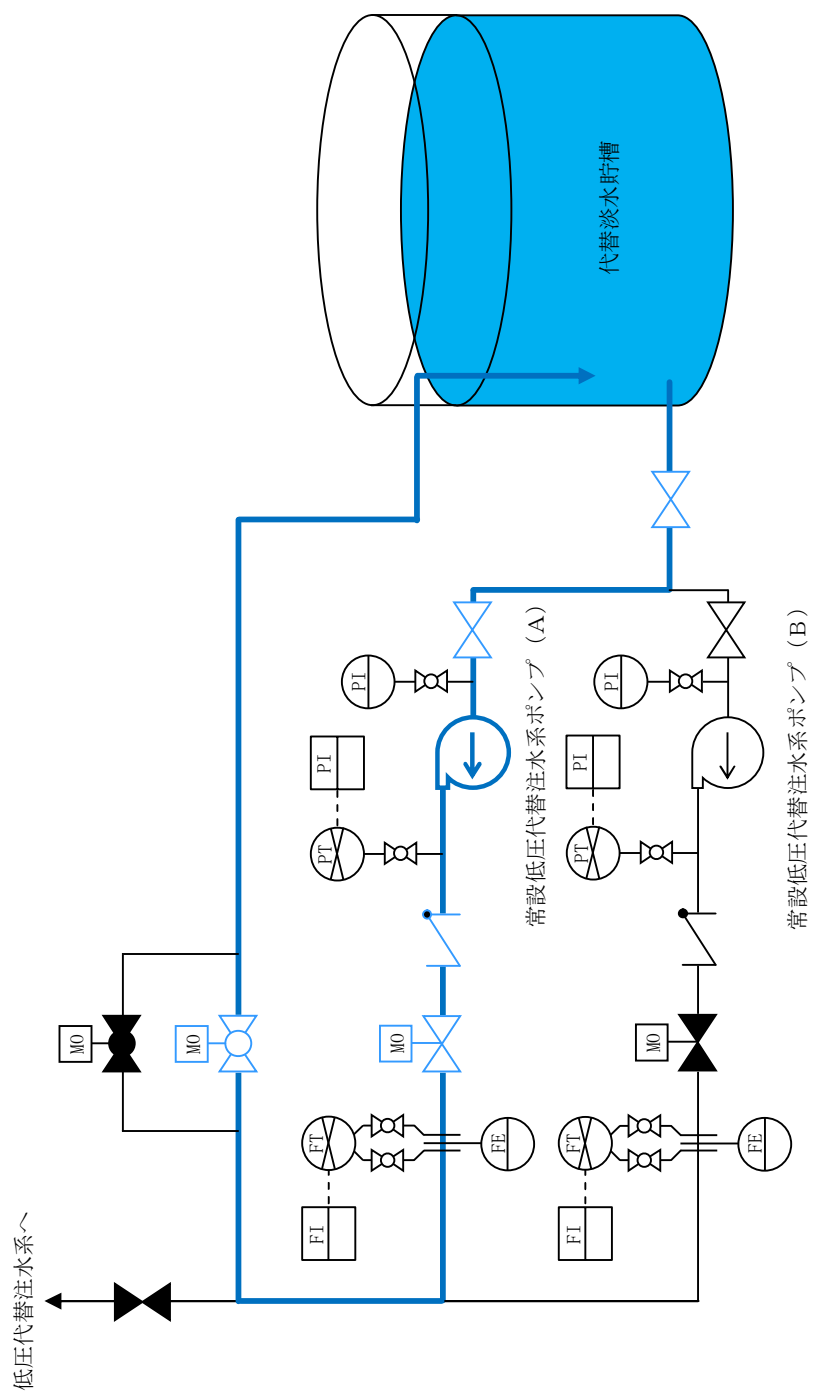 低圧代替注水系へ
MO
MO
MO
MO
FI
FT
FE
FI
FT
FE
PT
PI
PI
PT
PI
PI
常設低圧代替注水系ポンプ（A）
常設低圧代替注水系ポンプ（B）
代替淡水貯槽